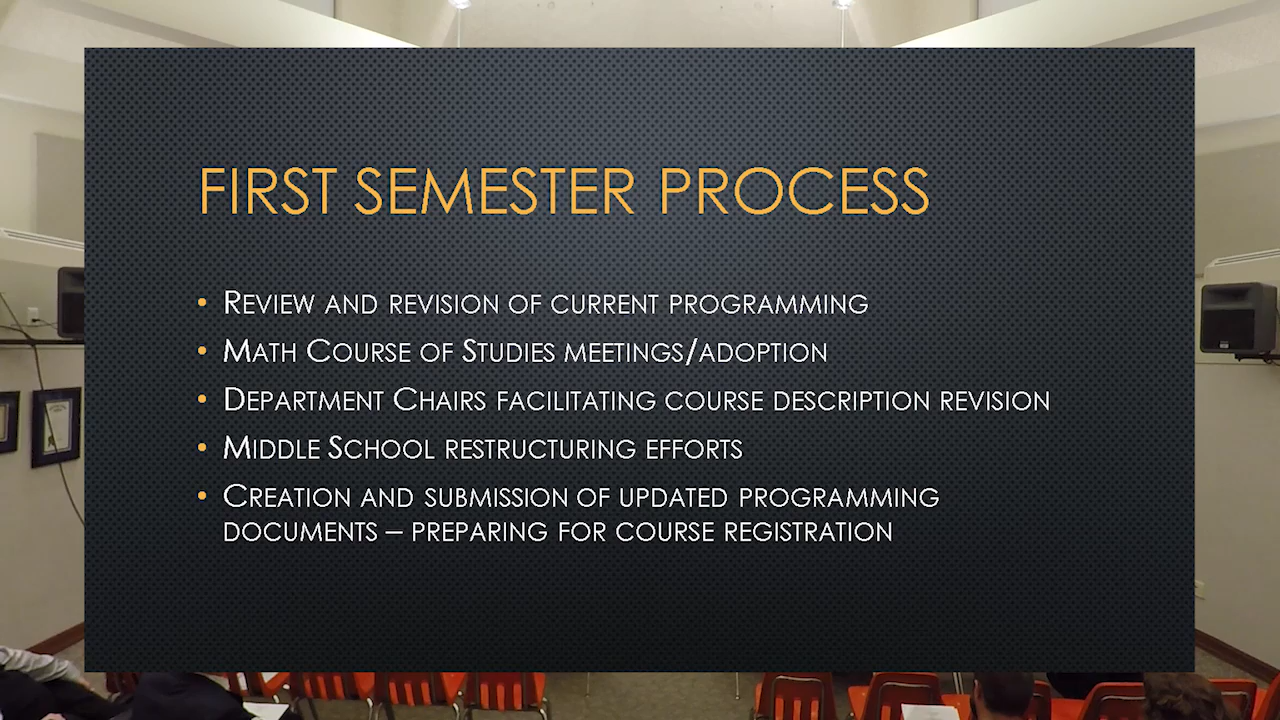 FIRST SEMESTER PROCESS
• REVIEW AND REVISION OF CURRENT PROGRAMMING
• MATH COURSE OF STUDIES MEETINGS/ADOPTION
• DEPARTMENT CHAIRS FACILITATING COURSE DESCRIPTION REVISION
• MIDDLE SCHOOL RESTRUCTURING EFFORTS
• CREATION AND SUBMISSION OF UPDATED PROGRAMMING
DOCUMENTS – PREPARING FOR COURSE REGISTRATION